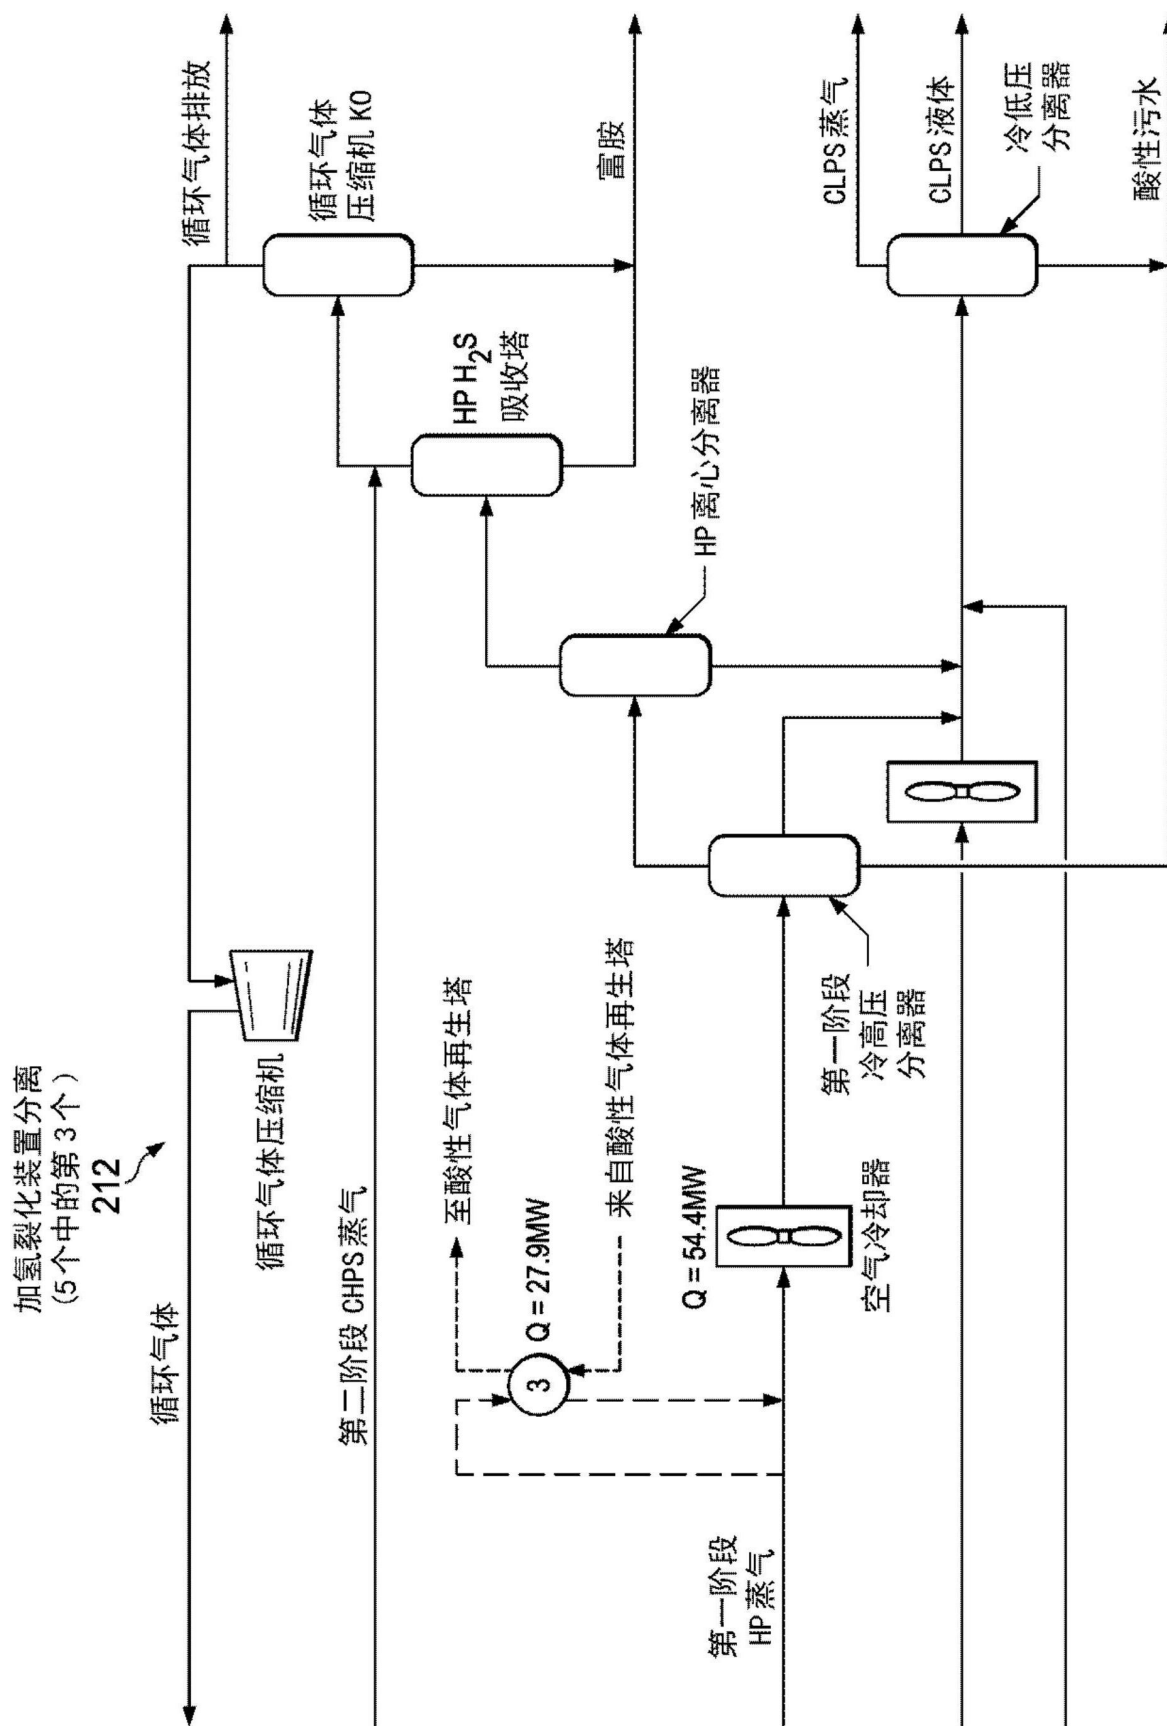 加氢裂化装置分离
(5个中的第3个)
212
循环气体
循环气体压缩机
循环气体排放
循环气体
压缩机 KO
第二阶段 CHPS 蒸气
HP H2S
吸收塔
富胺
至酸性气体再生塔
Q = 27.9MW
3
来自酸性气体再生塔
HP 离心分离器
第一阶段
HP 蒸气
Q = 54.4MW
空气冷却器
第一阶段
冷高压
分离器
CLPS 蒸气
CLPS 液体
冷低压
分离器
酸性污水